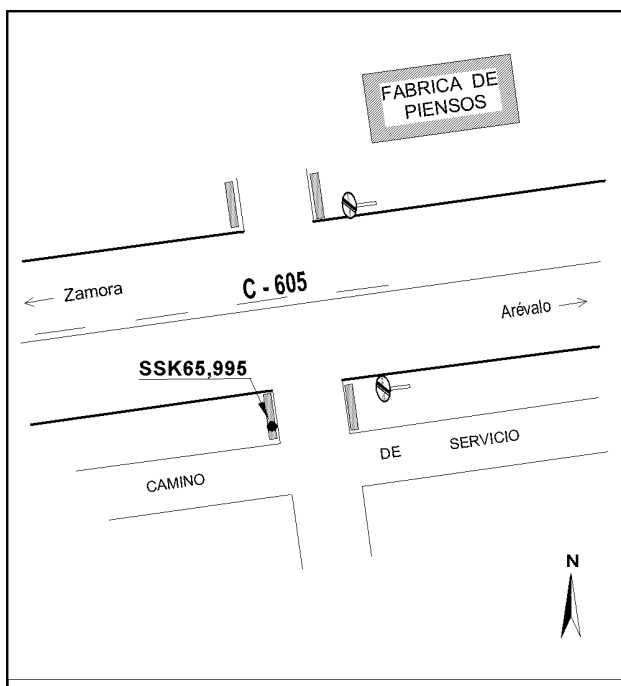 FABRICA DE
PIENSOS
Zamora
C - 605
Arévalo
SSK65,995
CAMINO DE SERVICIO
N